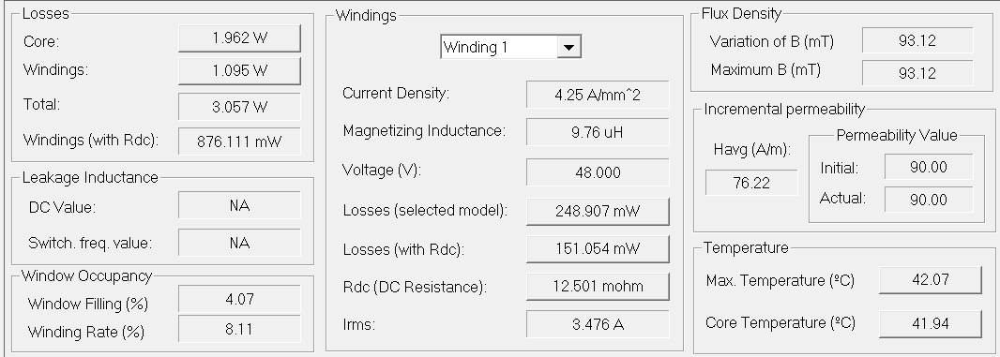 Losses
Core: 1.962 W
Windings: 1.095 W
Total: 3.057 W
Windings (with Rdc): 876.111 mW
Leakage Inductance
DC Value: NA
Switch. freq. value: NA
Window Occupancy
Window Filling (%) 4.07
Winding Rate (%) 8.11
Windings
Winding 1
Current Density: 4.25 A/mm^2
Magnetizing Inductance: 9.76 uH
Voltage (V): 48.000
Losses (selected model): 248.907 mW
Losses (with Rdc): 151.054 mW
Rdc (DC Resistance): 12.501 mohm
Irms: 3.476 A
Flux Density
Variation of B (mT) 93.12
Maximum B (mT) 93.12
Incremental permeability
Havg (A/m):
76.22
Permeability Value
Initial: 90.00
Actual: 90.00
Temperature
Max. Temperature (ºC) 42.07
Core Temperature (ºC) 41.94